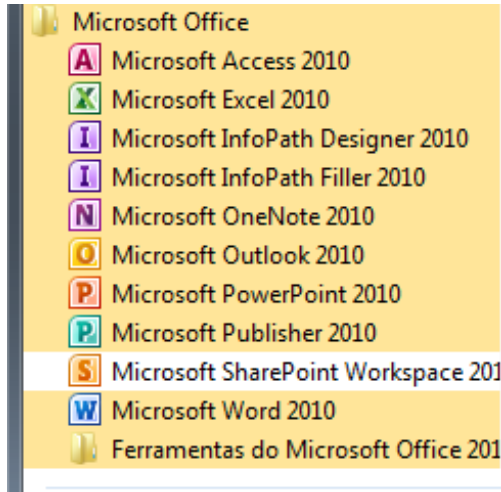 Microsoft Office
Microsoft Access 2010
Microsoft Excel 2010
Microsoft InfoPath Designer 2010
Microsoft InfoPath Filler 2010
Microsoft OneNote 2010
Microsoft Outlook 2010
Microsoft PowerPoint 2010
Microsoft Publisher 2010
Microsoft SharePoint Workspace 201
Microsoft Word 2010
Ferramentas do Microsoft Office 201